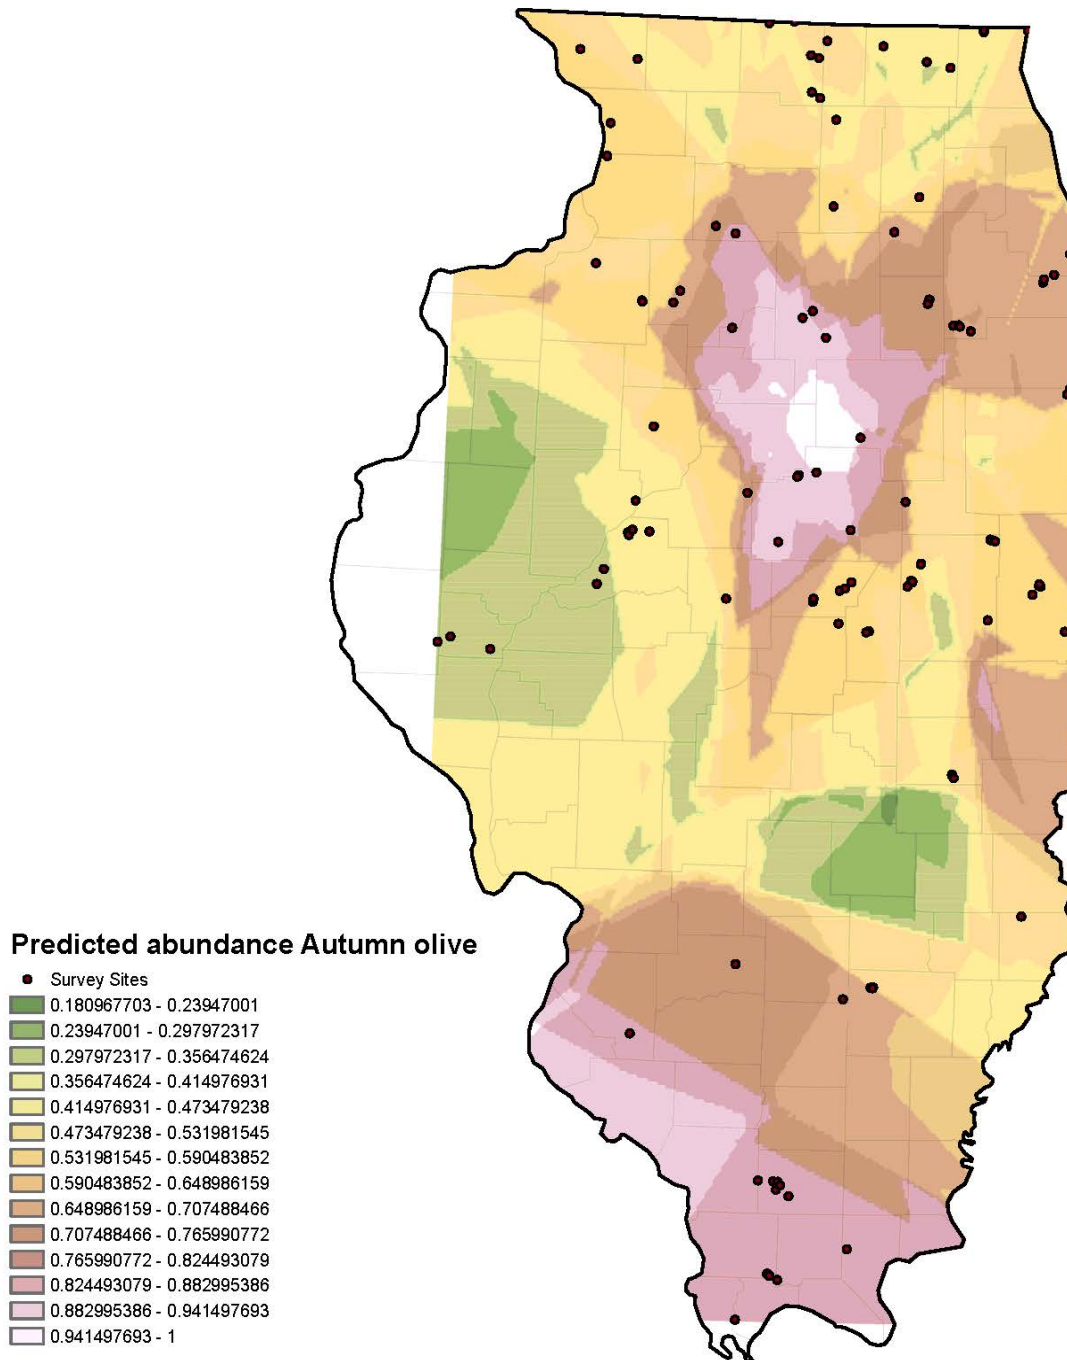 Predicted abundance Autumn olive
Survey Sites
0.180967703 - 0.23947001
0.23947001 - 0.297972317
0.297972317 - 0.356474624
0.356474624 - 0.414976931
0.414976931 - 0.473479238
0.473479238 - 0.531981545
0.531981545 - 0.590483852
0.590483852 - 0.648986159
0.648986159 - 0.707488466
0.707488466 - 0.765990772
0.765990772 - 0.824493079
0.824493079 - 0.882995386
0.882995386 - 0.941497693
0.941497693 - 1